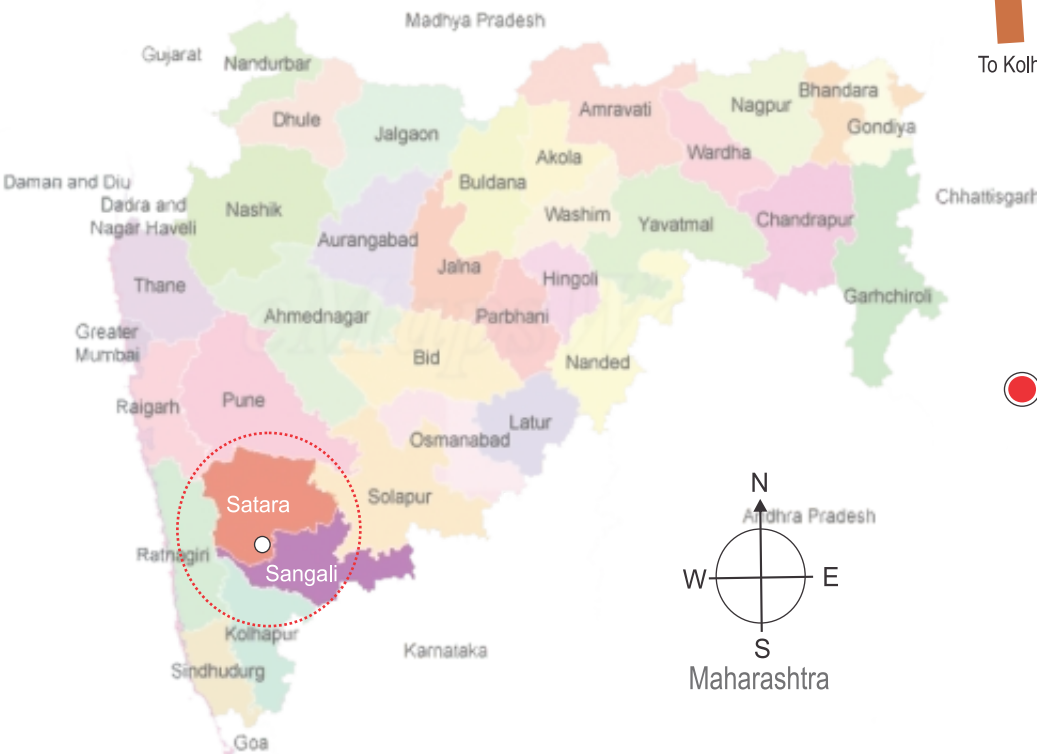 Madhya Pradesh
Gujarat
Nandurbar
To Kolh
Bhandara
Amravati
Nagpur
Dhule
Jalgaon
Gondiya
Akola
Wardha
Daman and Diu
Buldana
Chhattisgarh
Dadra and
Nagar Haveli
Nashik
Washim
Yavatmal
Chandrapur
Aurangabad
Jalna
Hingoli
Thane
Garhchiroli
Ahmednagar
Parbhani
Greater
Mumbai
Bid
Nanded
Raigarh
Pune
Latur
Osmanabad
Satara
Solapur
N
Andhra Pradesh
Ratnagiri
Sangali
W
E
Kolhapur
S
Karnataka
Sindhudurg
Maharashtra
Goa